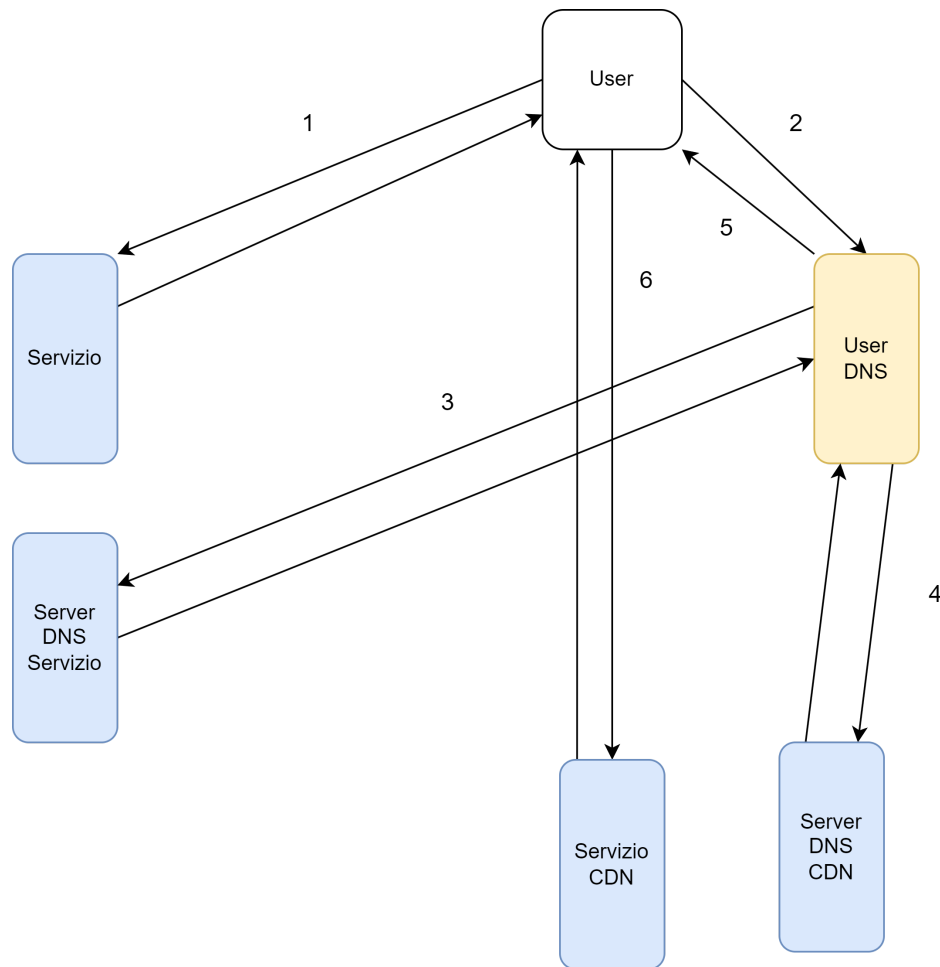 User
1
2
5
6
Servizio
User
DNS
3
Server
DNS
Servizio
4
Servizio
CDN
Server
DNS
CDN